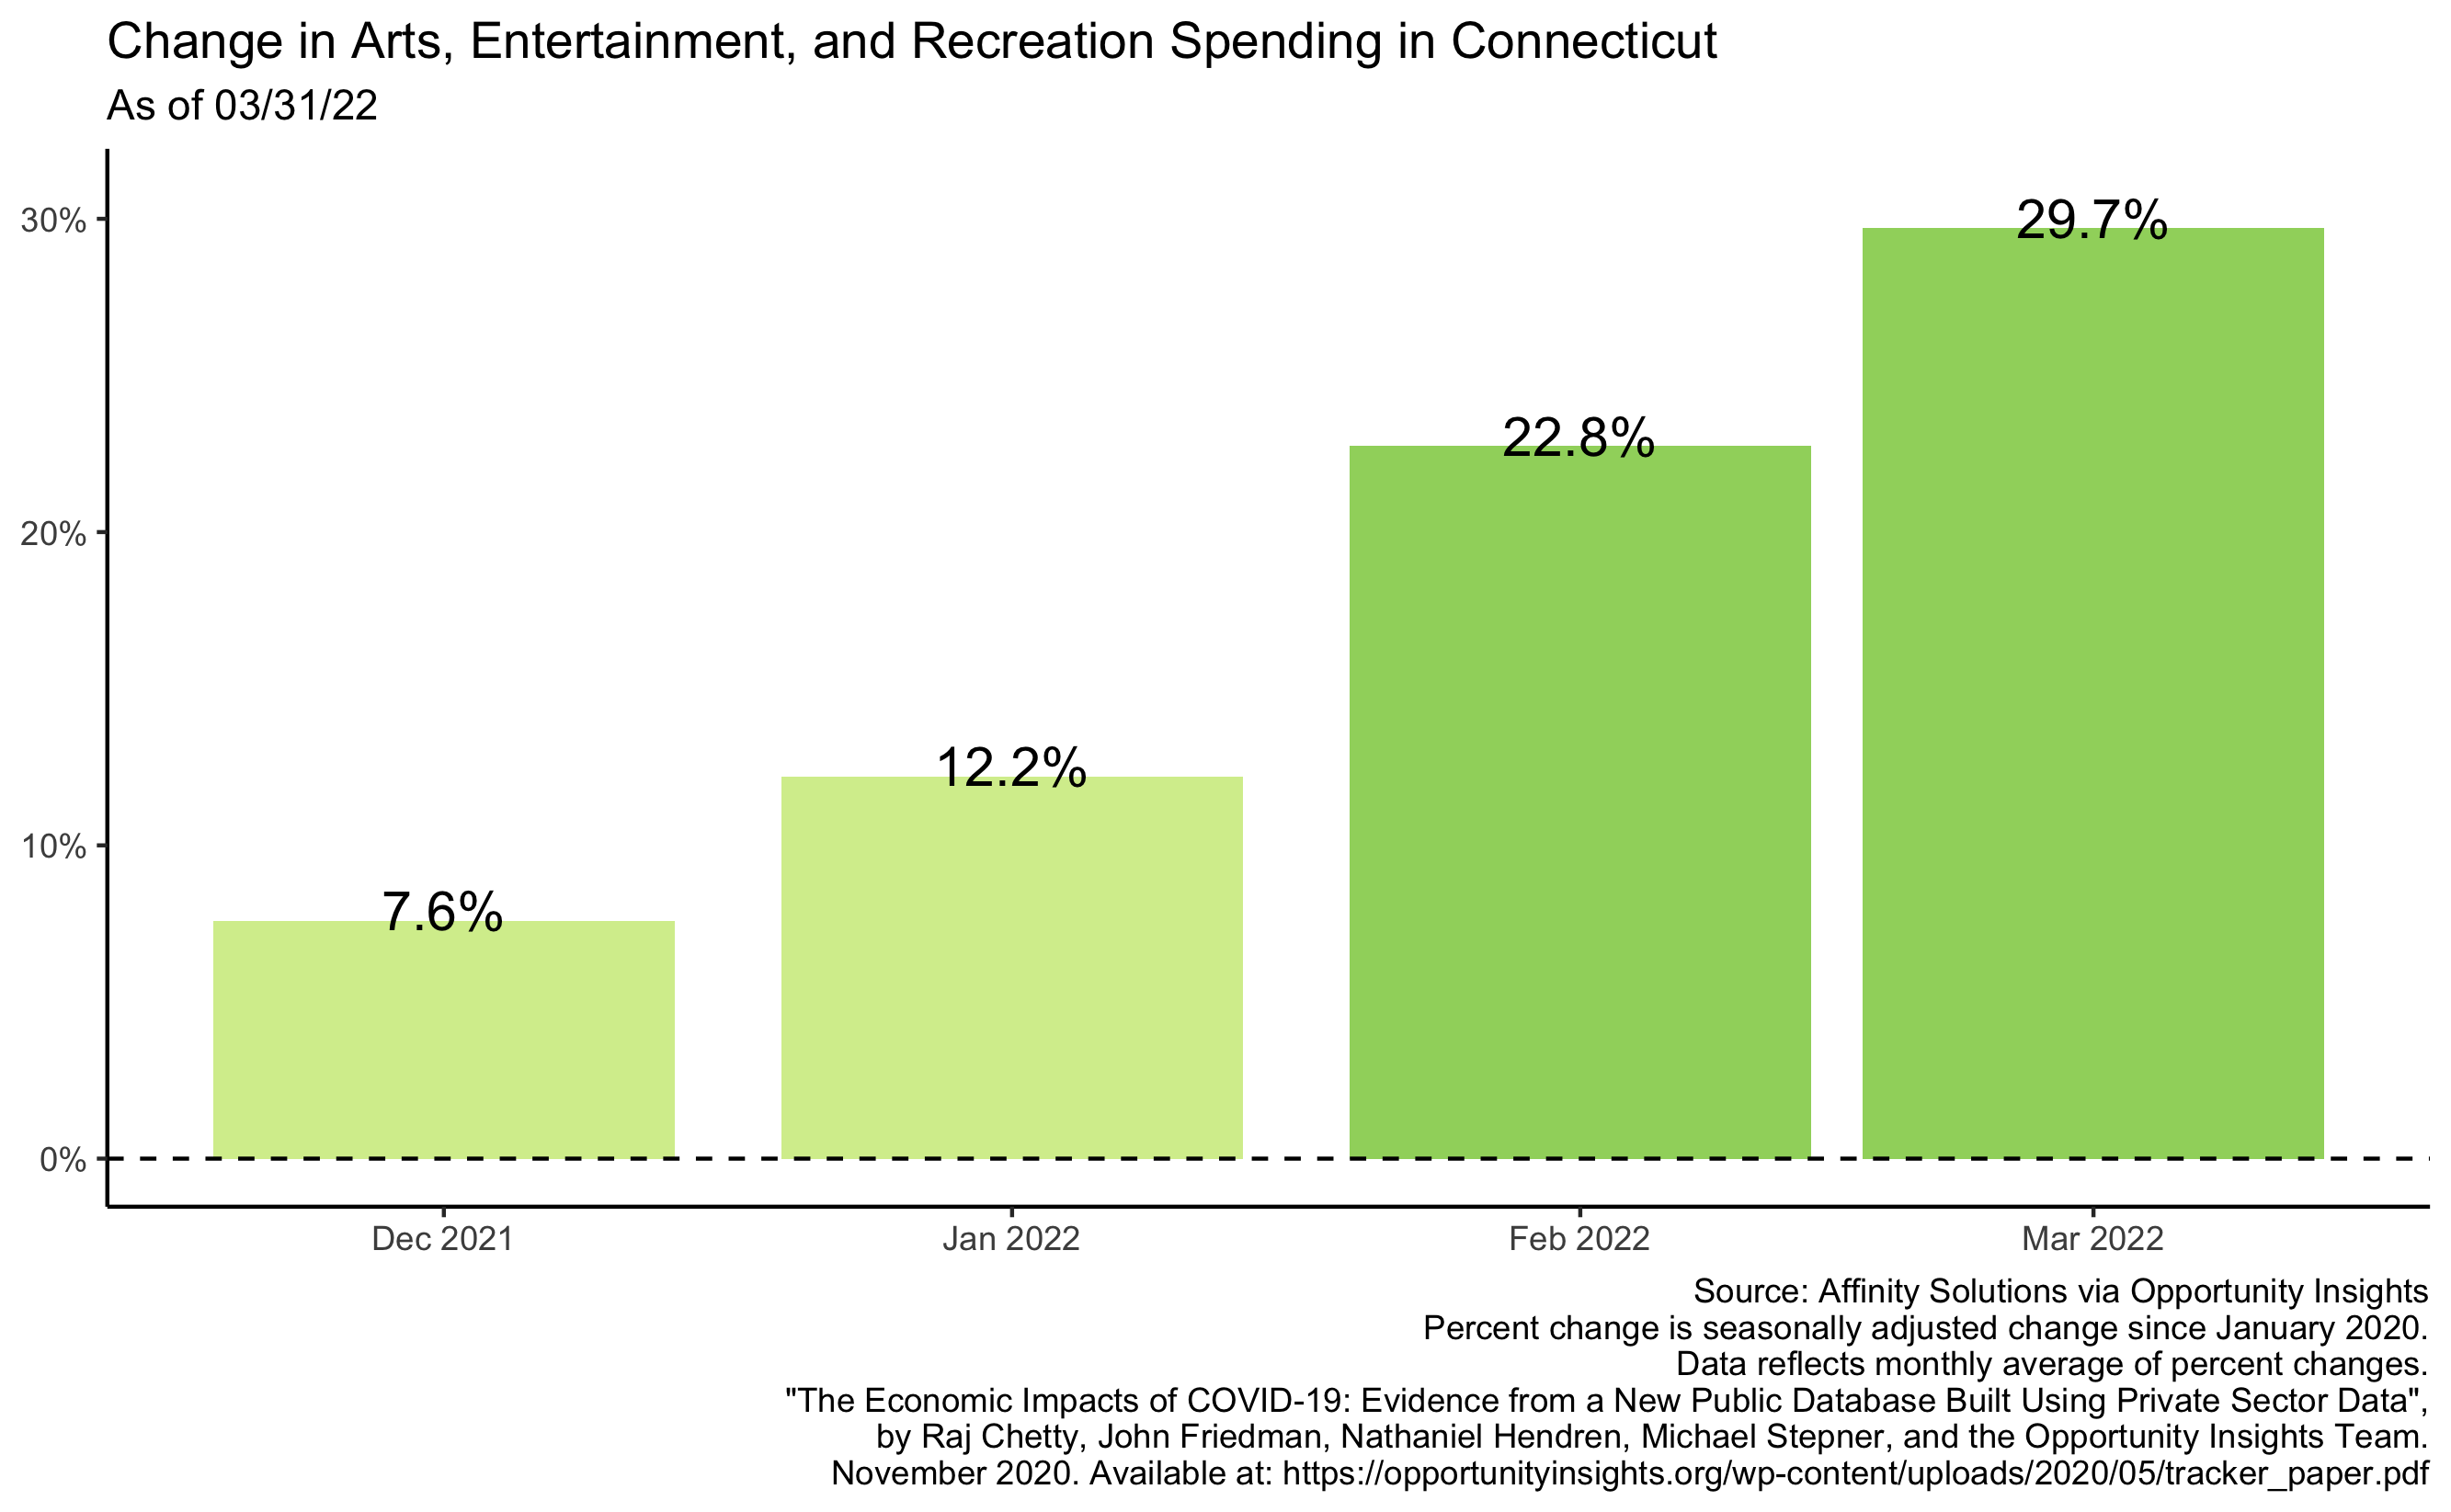 Change in Arts, Entertainment, and Recreation Spending in Connecticut
As of 03/31/22
30%
20%
10%
0%
7.6%
12.2%
22.8%
29.7%
Dec 2021
Jan 2022
Feb 2022
Mar 2022
Source: Affinity Solutions via Opportunity Insights
Percent change is seasonally adjusted change since January 2020.
Data reflects monthly average of percent changes.
"The Economic Impacts of COVID-19: Evidence from a New Public Database Built Using Private Sector Data",
by Raj Chetty, John Friedman, Nathaniel Hendren, Michael Stepner, and the Opportunity Insights Team.
November 2020. Available at: https://opportunityinsights.org/wp-content/uploads/2020/05/tracker_paper.pdf